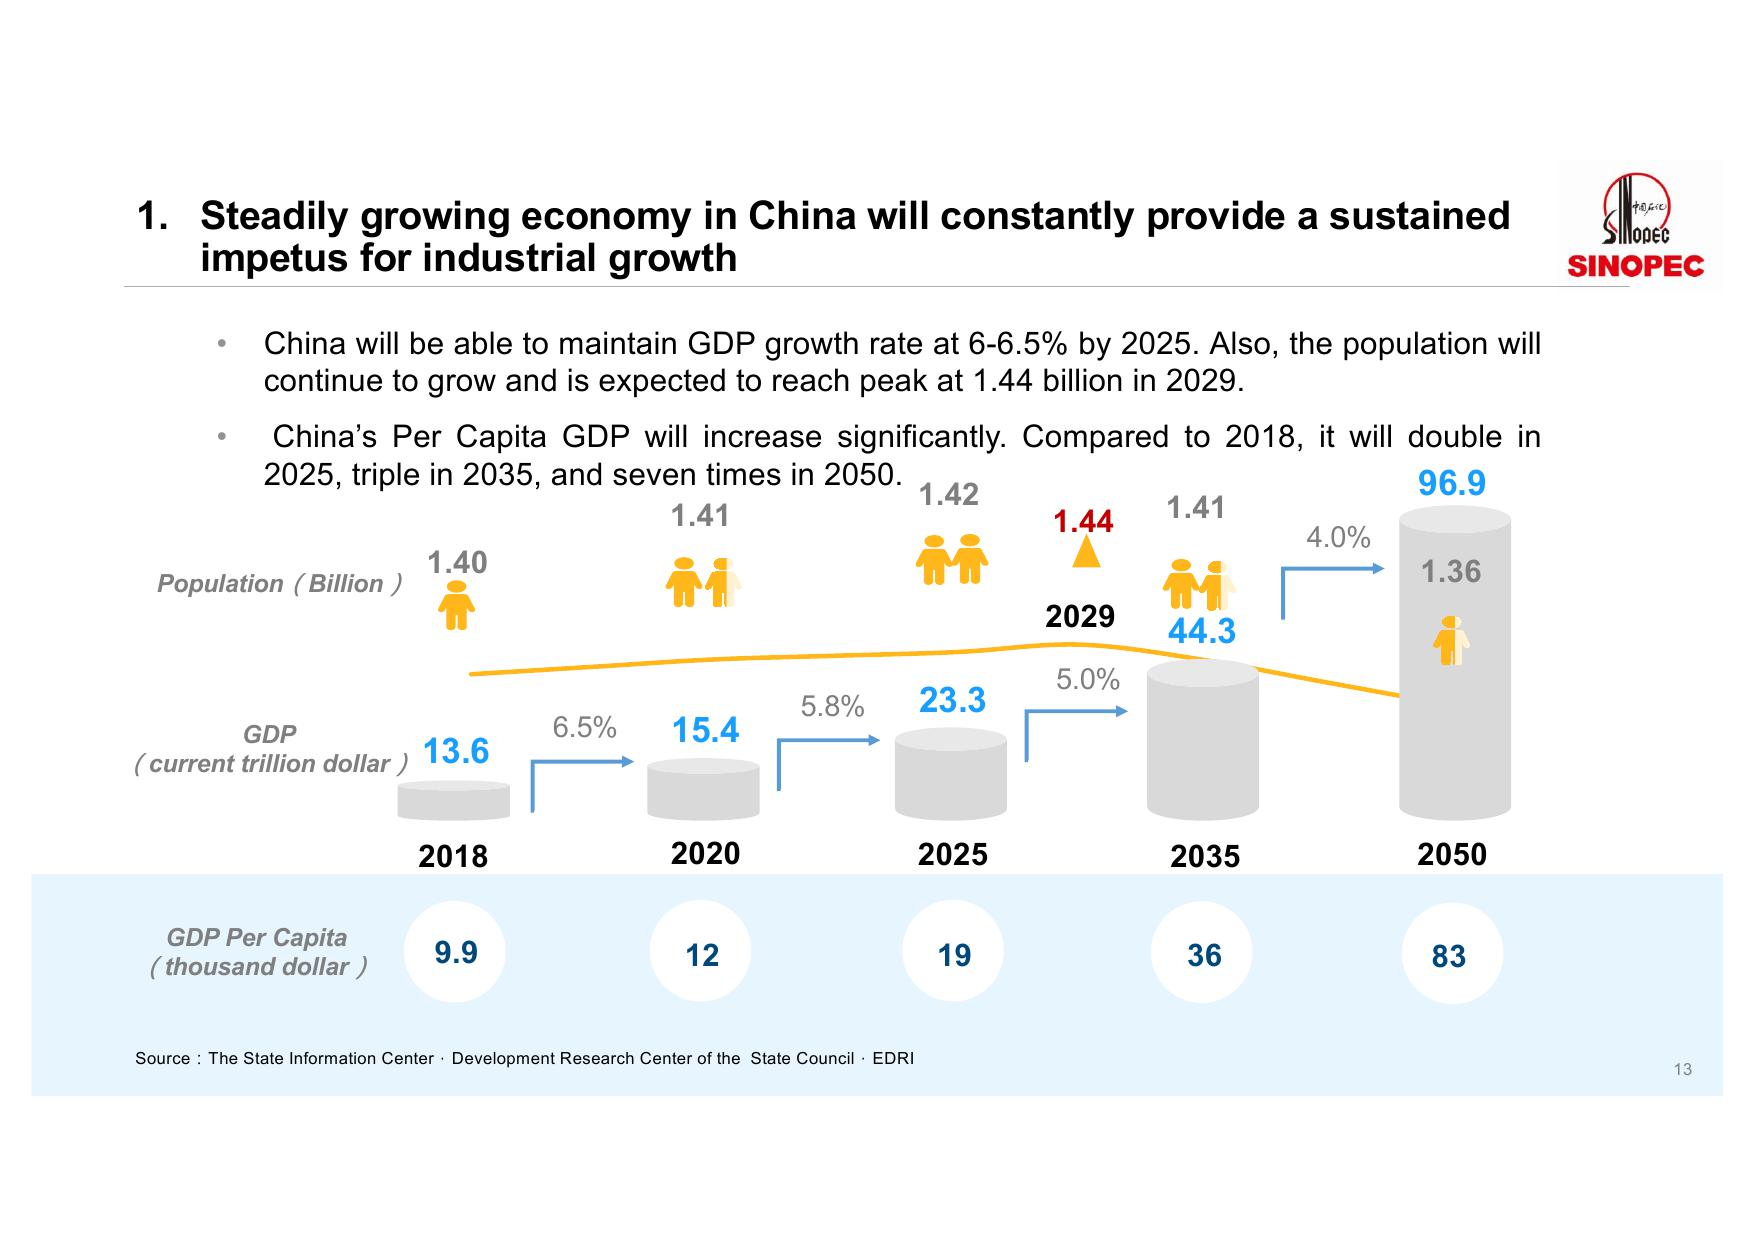 1. Steadily growing economy in China will constantly provide a sustained
impetus for industrial growth
中国石化
SINOPEC
SINOPEC
• China will be able to maintain GDP growth rate at 6-6.5% by 2025. Also, the population will
continue to grow and is expected to reach peak at 1.44 billion in 2029.
• China’s Per Capita GDP will increase significantly. Compared to 2018, it will double in
2025, triple in 2035, and seven times in 2050.
Population（Billion）
1.40
1.41
1.42
1.44
2029
1.41
1.36
GDP
（current trillion dollar）
13.6
6.5%
15.4
5.8%
23.3
5.0%
44.3
4.0%
96.9
2018
2020
2025
2035
2050
GDP Per Capita
（thousand dollar）
9.9
12
19
36
83
Source：The State Information Center · Development Research Center of the State Council · EDRI
13